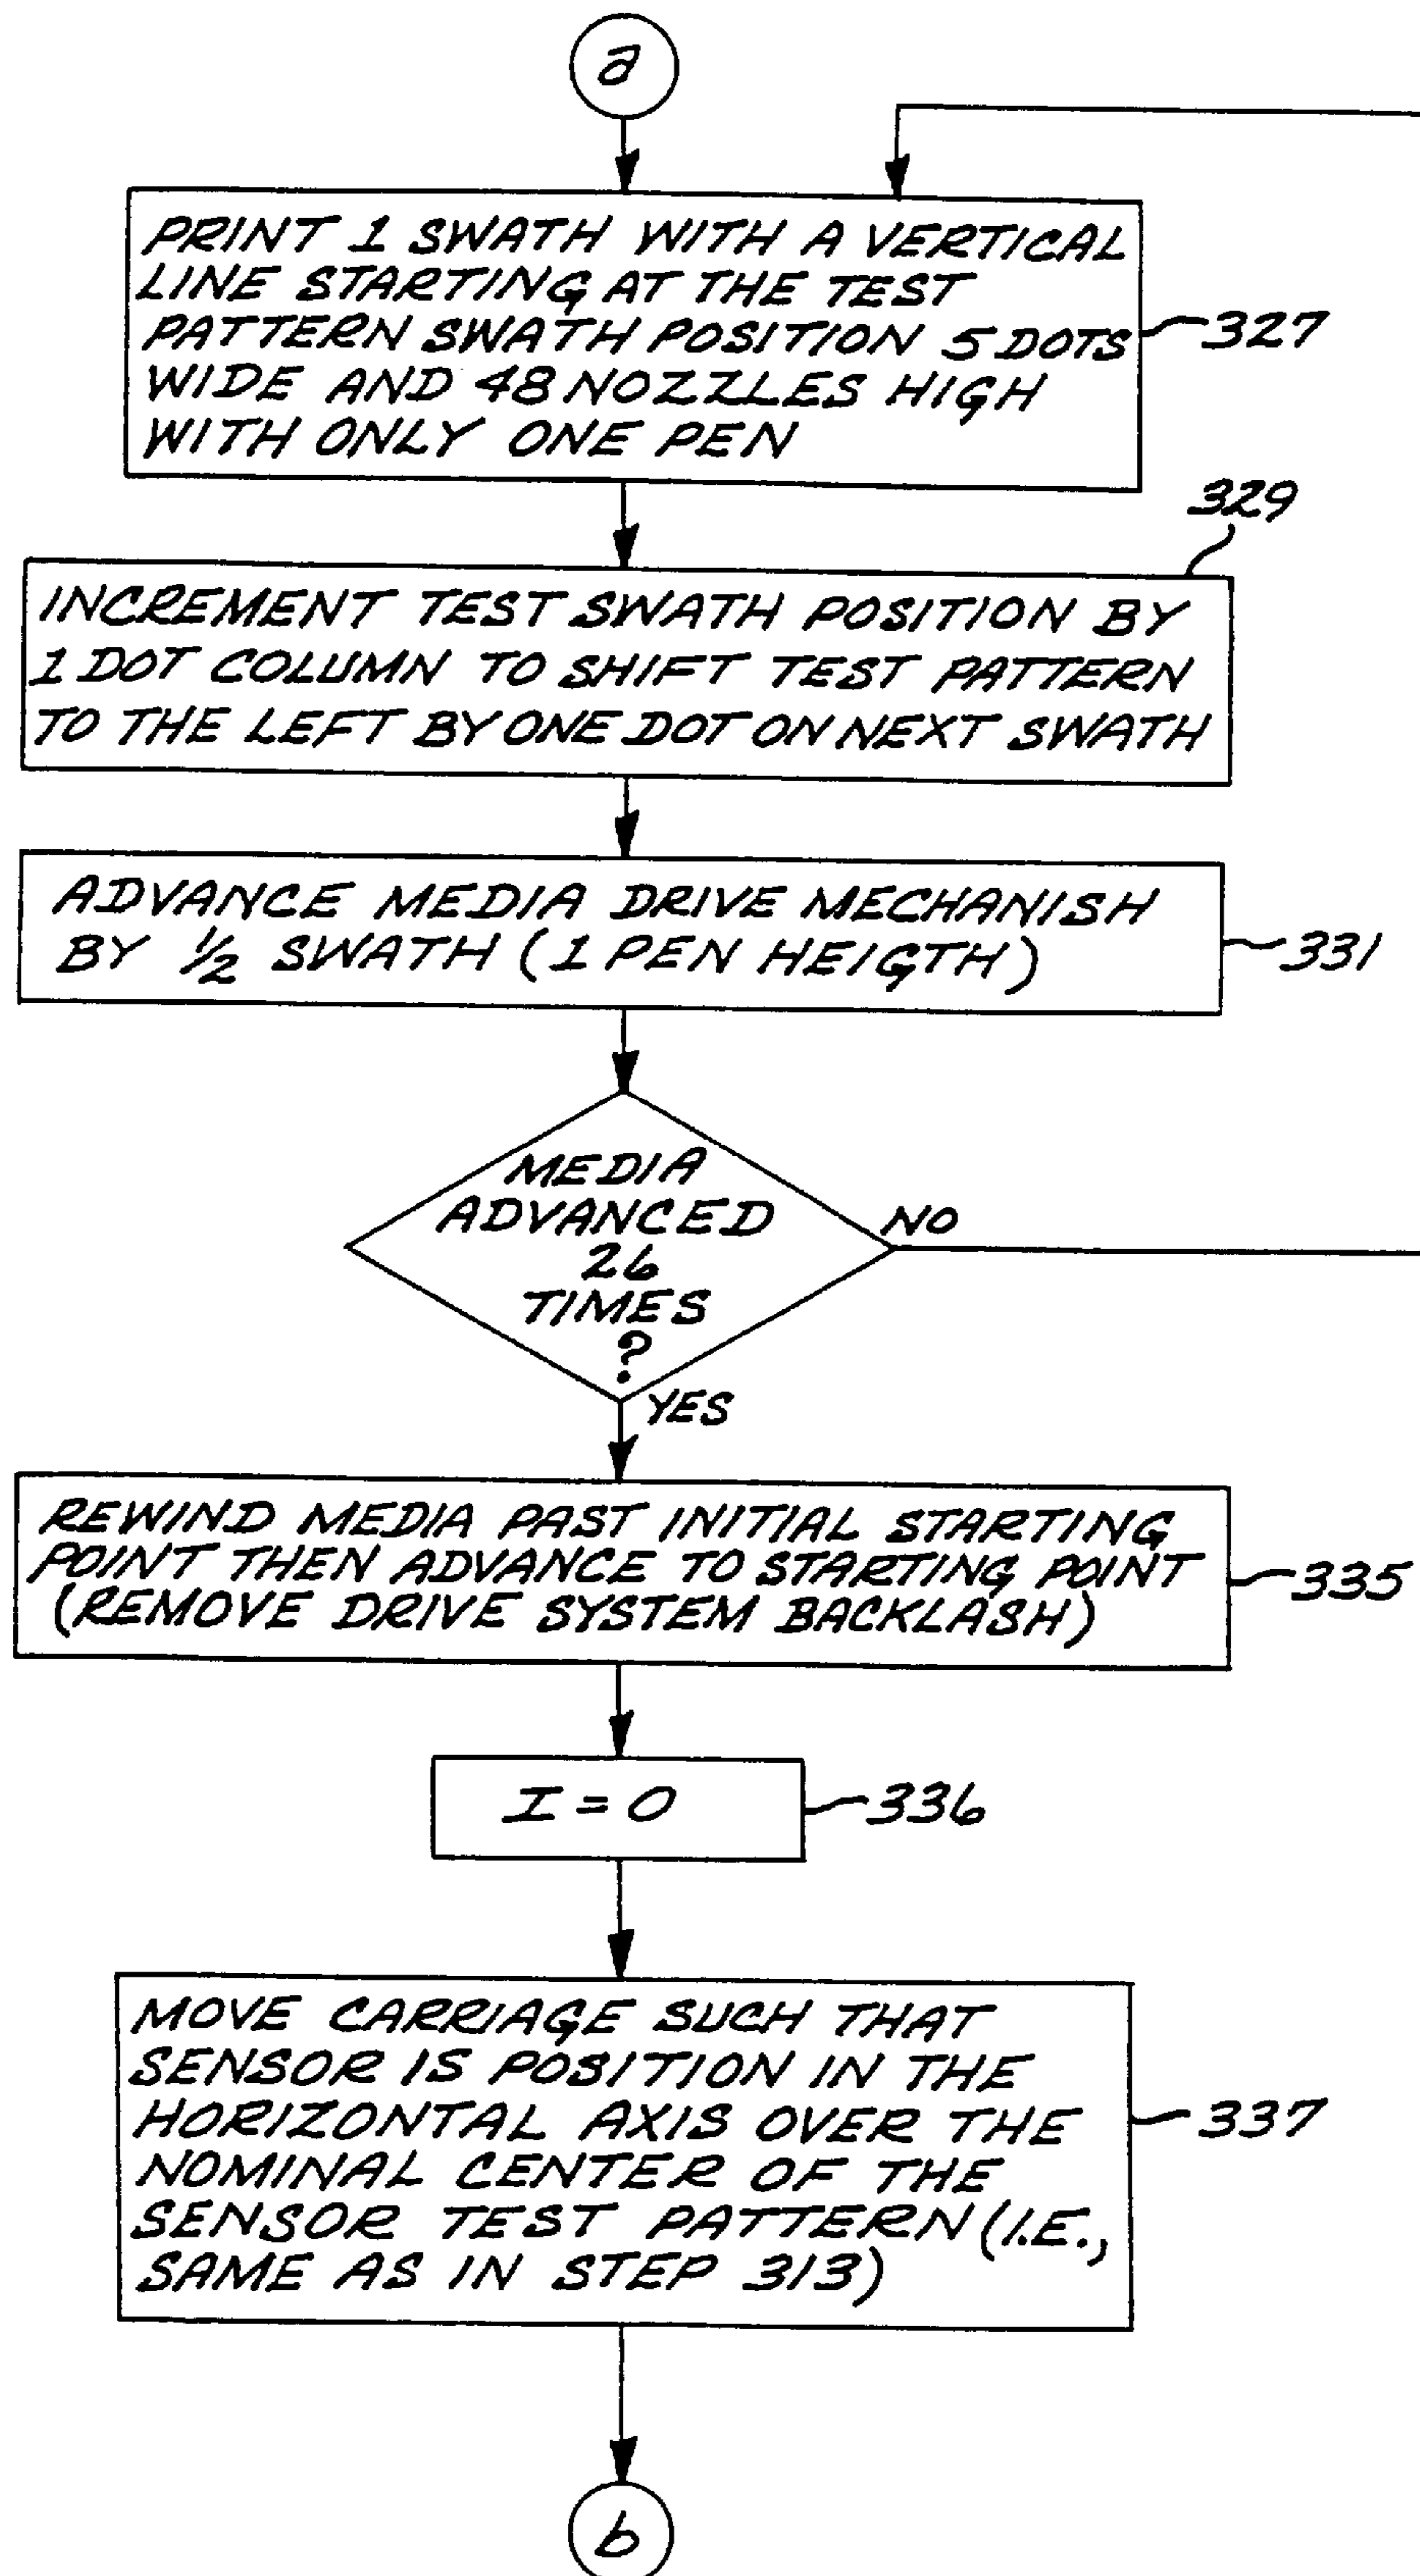 a
PRINT 1 SWATH WITH A VERTICAL
LINE STARTING AT THE TEST
PATTERN SWATH POSITION 5 DOTS
WIDE AND 48 NOZZLES HIGH
WITH ONLY ONE PEN
327
329
INCREMENT TEST SWATH POSITION BY
1 DOT COLUMN TO SHIFT TEST PATTERN
TO THE LEFT BY ONE DOT ON NEXT SWATH
ADVANCE MEDIA DRIVE MECHANISH
BY 1/2 SWATH (1 PEN HEIGTH)
331
MEDIA
ADVANCED
26
TIMES
?
NO
YES
REWIND MEDIA PAST INITIAL STARTING
POINT THEN ADVANCE TO STARTING POINT
(REMOVE DRIVE SYSTEM BACKLASH)
335
I = 0
336
MOVE CARRIAGE SUCH THAT
SENSOR IS POSITION IN THE
HORIZONTAL AXIS OVER THE
NOMINAL CENTER OF THE
SENSOR TEST PATTERN (I.E.,
SAME AS IN STEP 313)
337
b